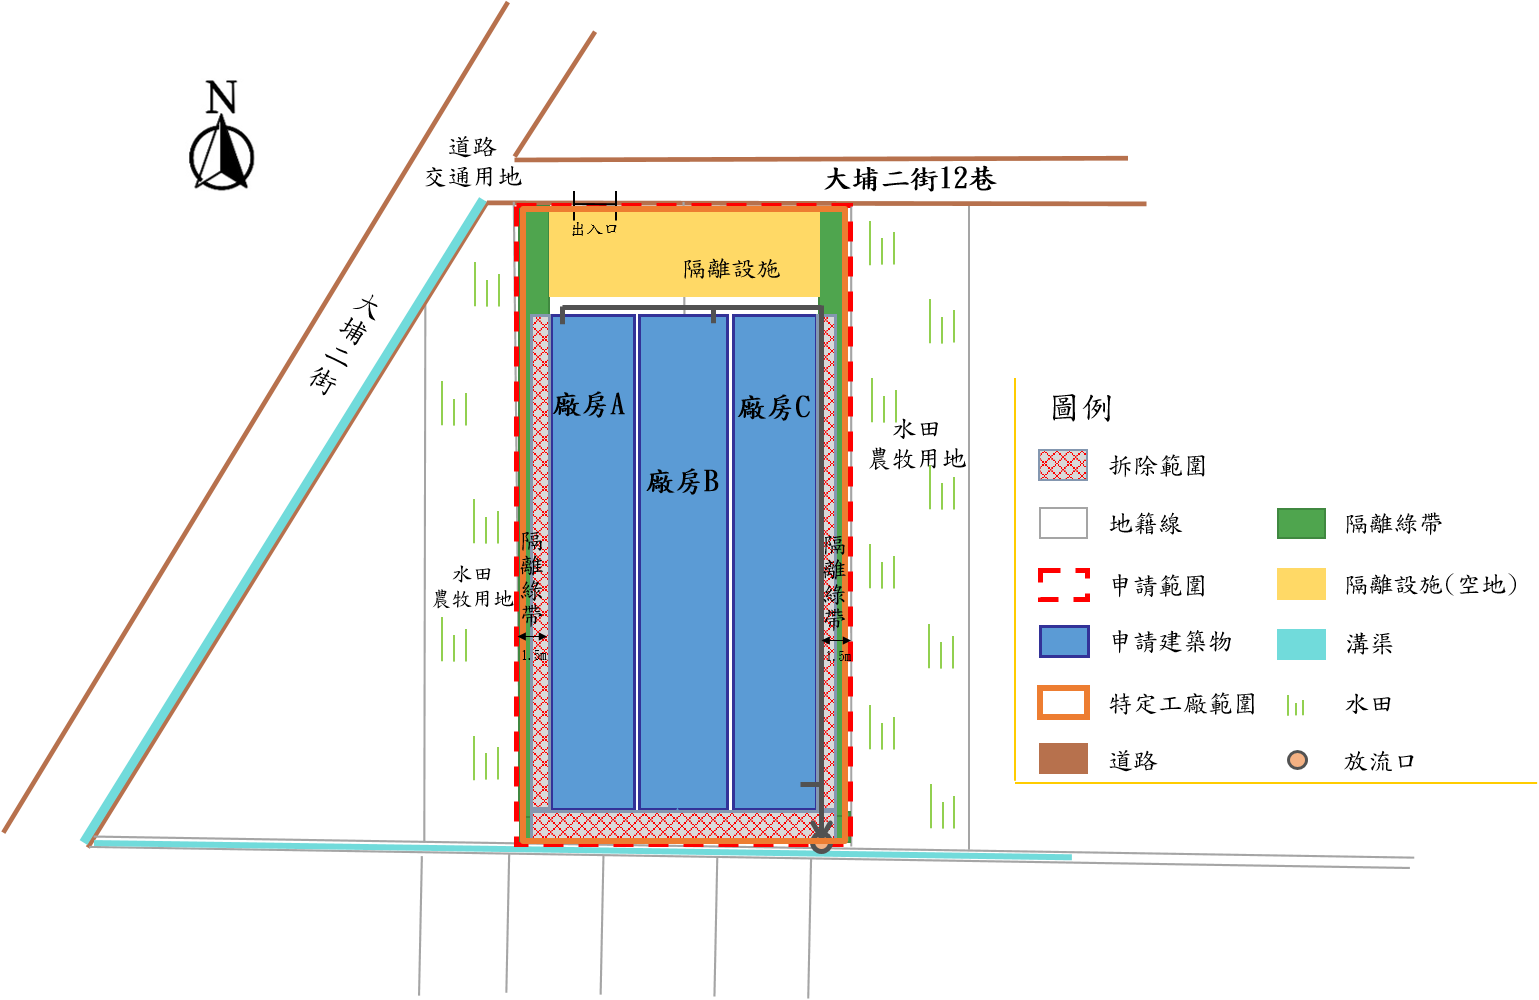 N
道路
交通用地
大埔二街12巷
出入口
隔離設施
大埔二街
廠房A
廠房B
廠房C
水田
農牧用地
水田
農牧用地
隔離綠帶
1.5m
隔離綠帶
1.5m
圖例
拆除範圍
地籍線
隔離綠帶
申請範圍
隔離設施(空地)
申請建築物
溝渠
特定工廠範圍
水田
道路
放流口